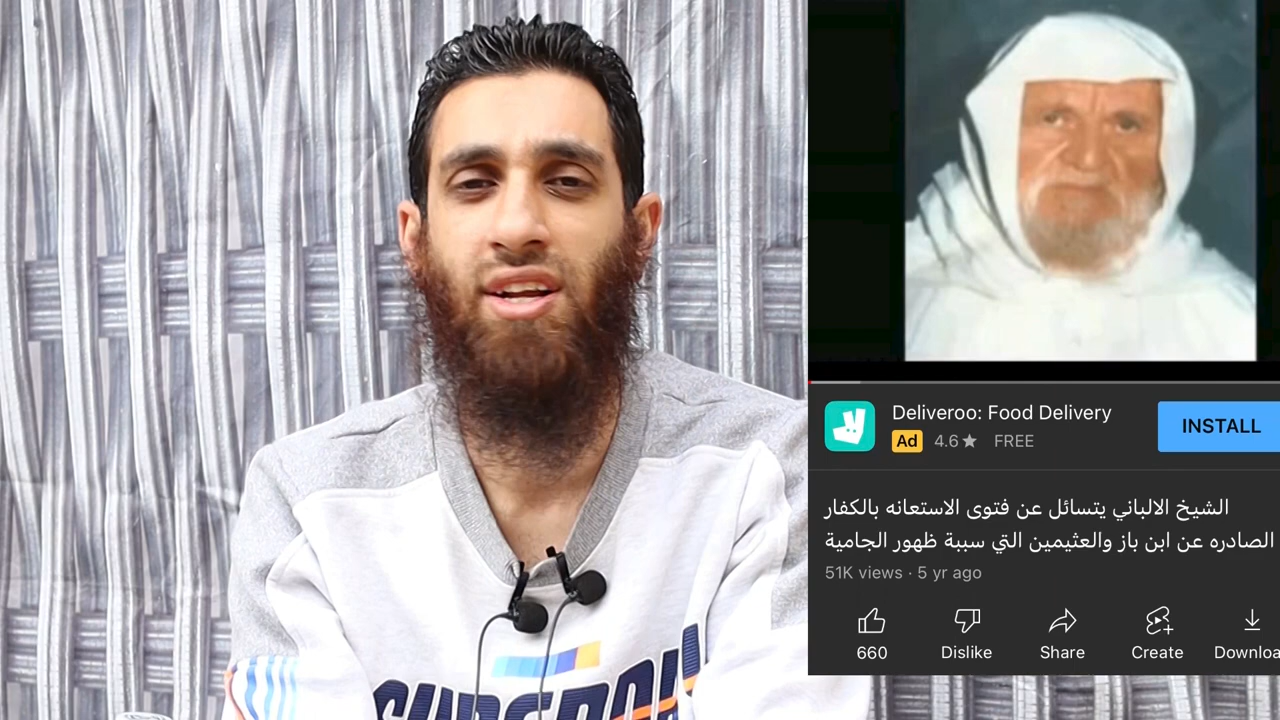 Deliveroo: Food Delivery
Ad 4.6★ FREE
INSTALL
الشيخ الالباني يتسائل عن فتوى الاستعانه بالكفار
الصادره عن ابن باز والعثيمين التي سببة ظهور الجامية
51K views · 5 yr ago
660
Dislike
Share
Create
Downloa